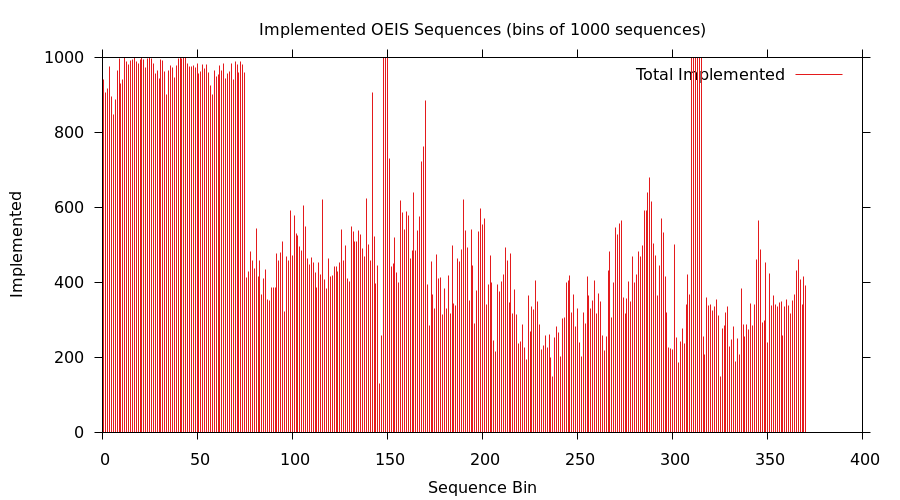 Implemented OEIS Sequences (bins of 1000 sequences)
1000
Total Implemented
800
600
Implemented
400
200
0
0 50 100 150 200 250 300 350 400
Sequence Bin